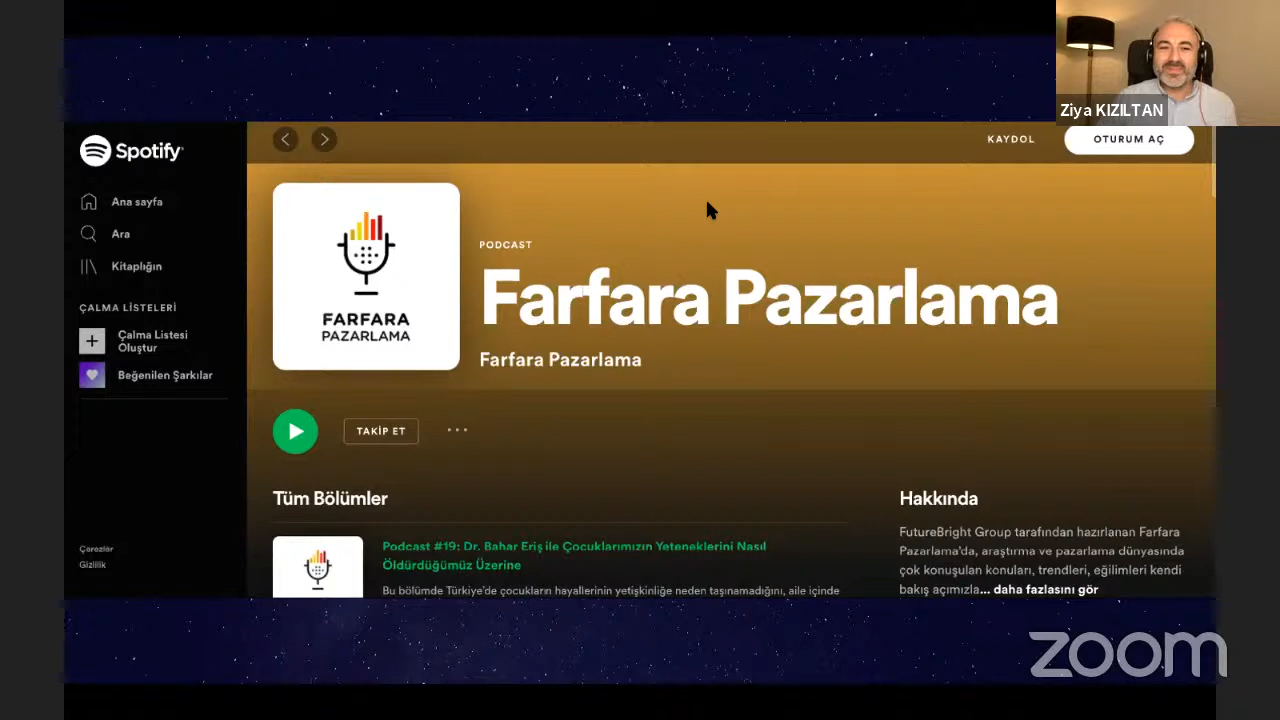 Ziya KIZILTAN
Spotify
KAYDOL
OTURUM AÇ
Ana sayfa
Ara
Kitaplığın
ÇALMA LİSTELERİ
Çalma Listesi
Oluştur
Beğenilen Şarkılar
Çerezler
Gizlilik
FARFARA
PAZARLAMA
PODCAST
Farfara Pazarlama
Farfara Pazarlama
TAKİP ET
Tüm Bölümler
Podcast #19: Dr. Bahar Eriş ile Çocuklarımızın Yeteneklerini Nasıl
Öldürdüğümüz Üzerine
Bu bölümde Türkiye'de çocukların hayallerinin yetişkinliğe neden taşınamadığını, aile içinde
Hakkında
FutureBright Group tarafından hazırlanan Farfara
Pazarlama'da, araştırma ve pazarlama dünyasında
çok konuşulan konuları, trendleri, eğilimleri kendi
bakış açımızla... daha fazlasını gör
zoom